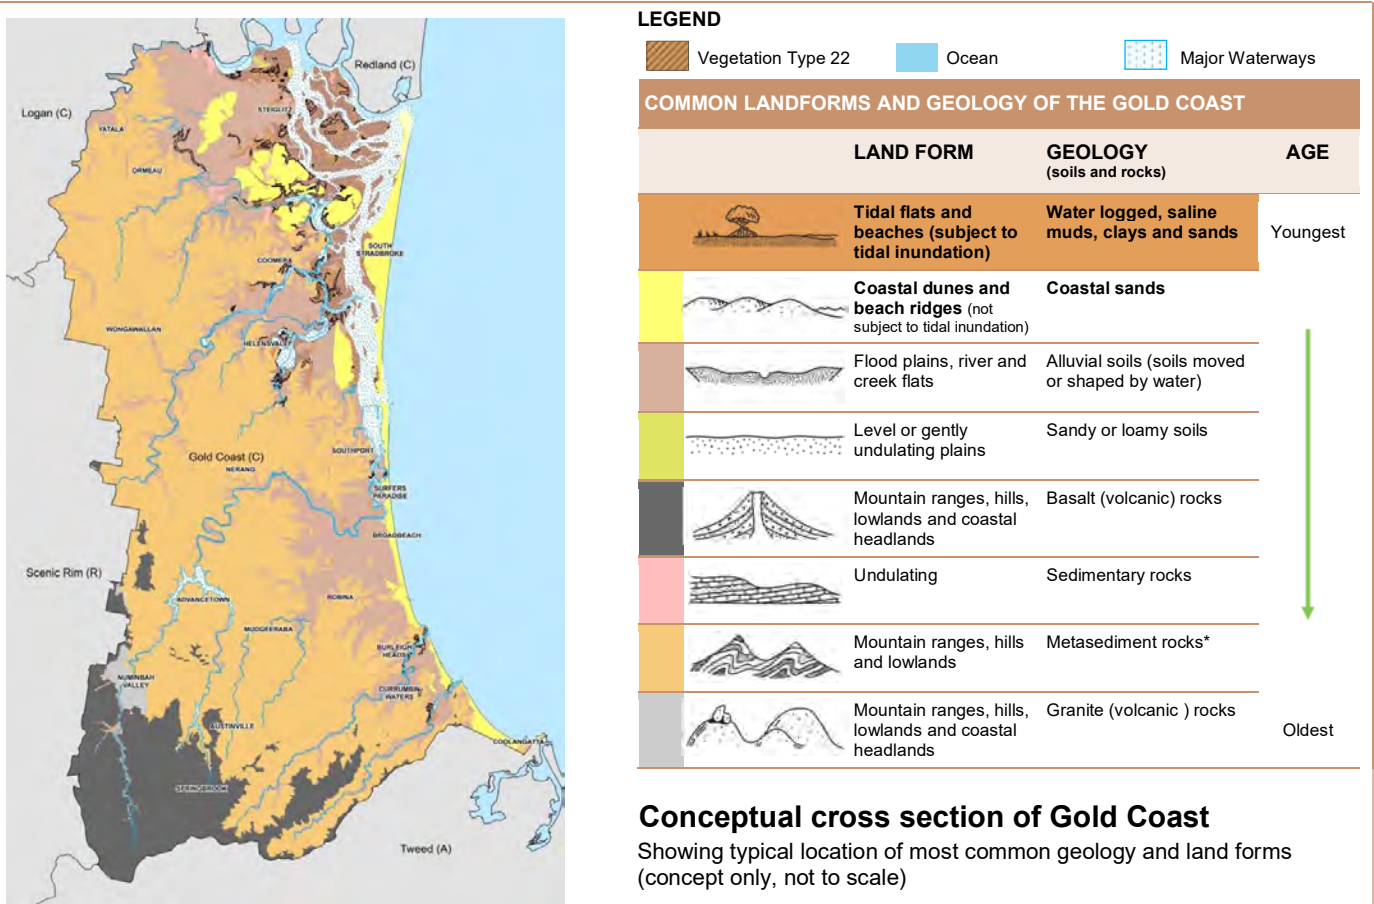 Redland (C)
Logan (C)
STEIGLITZ
YATALA
ORMEAU
SOUTH
STRADBROKE
COOMERA
WONGAWALLAN
HELENSVALE
Gold Coast (C)
NERANG
SOUTHPORT
SURFERS
PARADISE
BROADBEACH
Scenic Rim (R)
ADVANCETOWN
ROBINA
MUDGEERABA
BURLEIGH
HEADS
NUMINBAH
VALLEY
CURRUMBIN
WATERS
AUSTINVILLE
COOLANGATTA
SPRINGBROOK
Tweed (A)
LEGEND
Vegetation Type 22 Ocean Major Waterways
COMMON LANDFORMS AND GEOLOGY OF THE GOLD COAST
LAND FORM GEOLOGY AGE
(soils and rocks)
Tidal flats and Water logged, saline
beaches (subject to muds, clays and sands Youngest
tidal inundation)
Coastal dunes and Coastal sands
beach ridges (not
subject to tidal inundation)
Flood plains, river and Alluvial soils (soils moved
creek flats or shaped by water)
Level or gently Sandy or loamy soils
undulating plains
Mountain ranges, hills, Basalt (volcanic) rocks
lowlands and coastal
headlands
Undulating Sedimentary rocks
Mountain ranges, hills Metasediment rocks*
and lowlands
Mountain ranges, hills, Granite (volcanic ) rocks
lowlands and coastal Oldest
headlands
Conceptual cross section of Gold Coast
Showing typical location of most common geology and land forms
(concept only, not to scale)